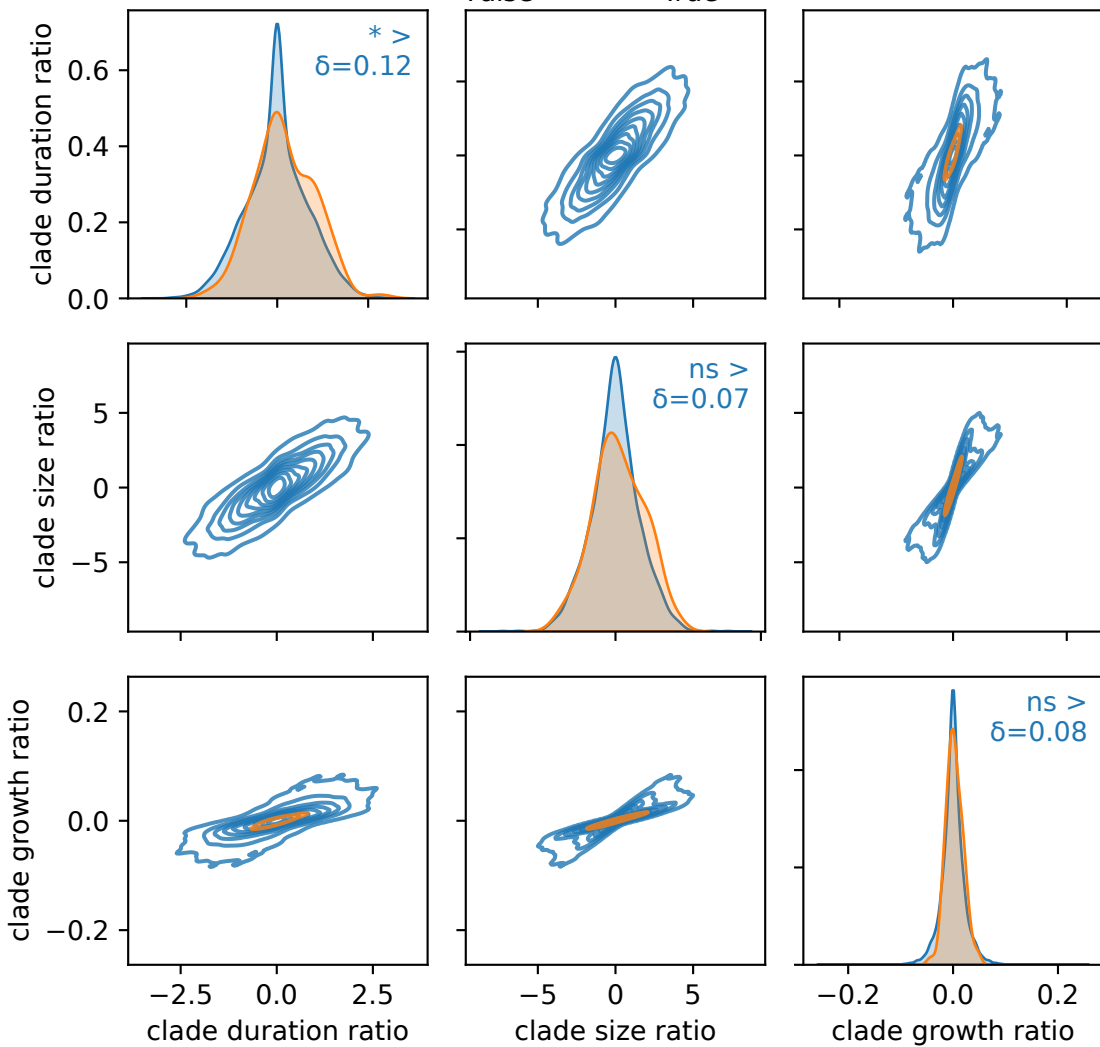 True
clade duration ratio
0.6
0.4
0.2
0.0
* >
δ=0.12
clade size ratio
5
0
−5
ns >
δ=0.07
clade growth ratio
0.2
0.0
−0.2
ns >
δ=0.08
−2.5 0.0 2.5
−5 0 5
−0.2 0.0 0.2
clade duration ratio
clade size ratio
clade growth ratio